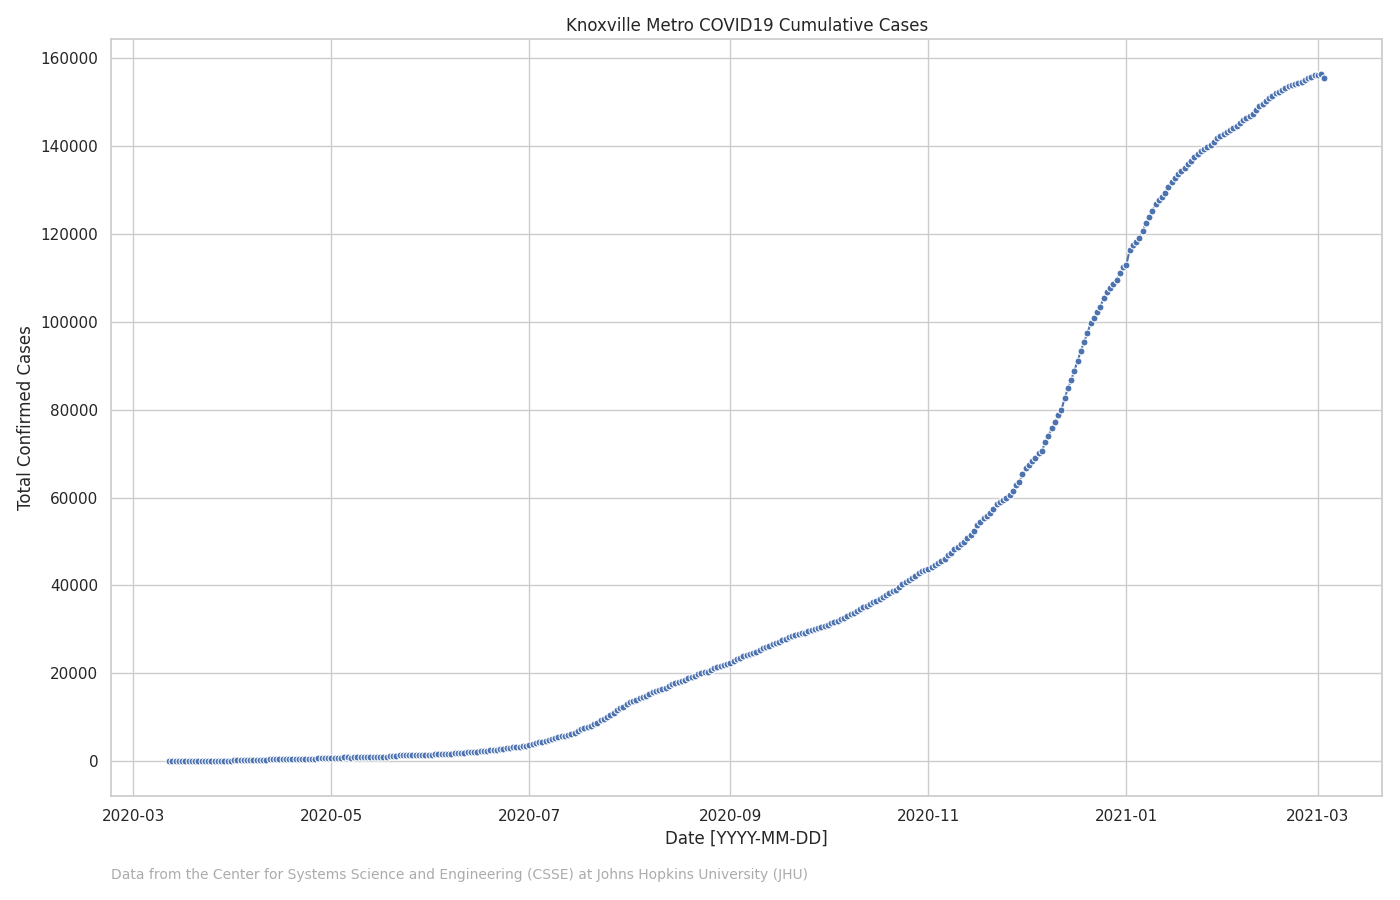 Knoxville Metro COVID19 Cumulative Cases
160000
140000
120000
100000
80000
60000
40000
20000
0
Total Confirmed Cases
2020-03 2020-05 2020-07 2020-09 2020-11 2021-01 2021-03
Date [YYYY-MM-DD]
Data from the Center for Systems Science and Engineering (CSSE) at Johns Hopkins University (JHU)